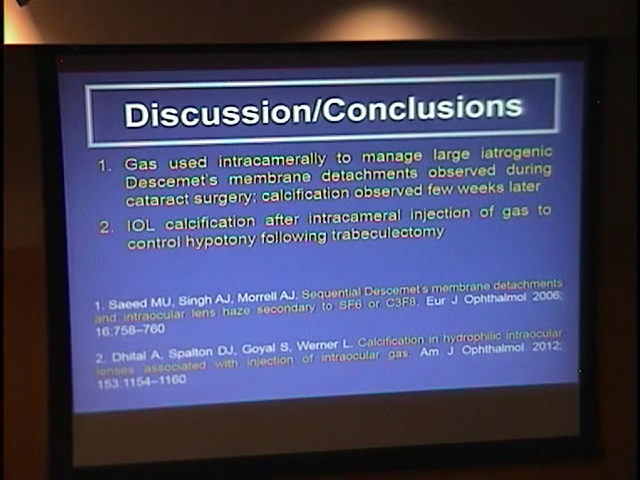 Discussion/Conclusions
1. Gas used intracamerally to manage large iatrogenic
Descemet's membrane detachments observed during
cataract surgery; calcification observed few weeks later
2. IOL calcification after intracameral injection of gas to
control hypotony following trabeculectomy
1. Saeed MU, Singh AJ, Morrell AJ. Sequential Descemet's membrane detachments
and intraocular lens haze secondary to SF6 or C3F8. Eur J Ophthalmol 2006;
16:758–760
2. Dhital A, Spalton DJ, Goyal S, Werner L. Calcification in hydrophilic intraocular
lenses associated with injection of intraocular gas. Am J Ophthalmol 2012;
153:1154–1160